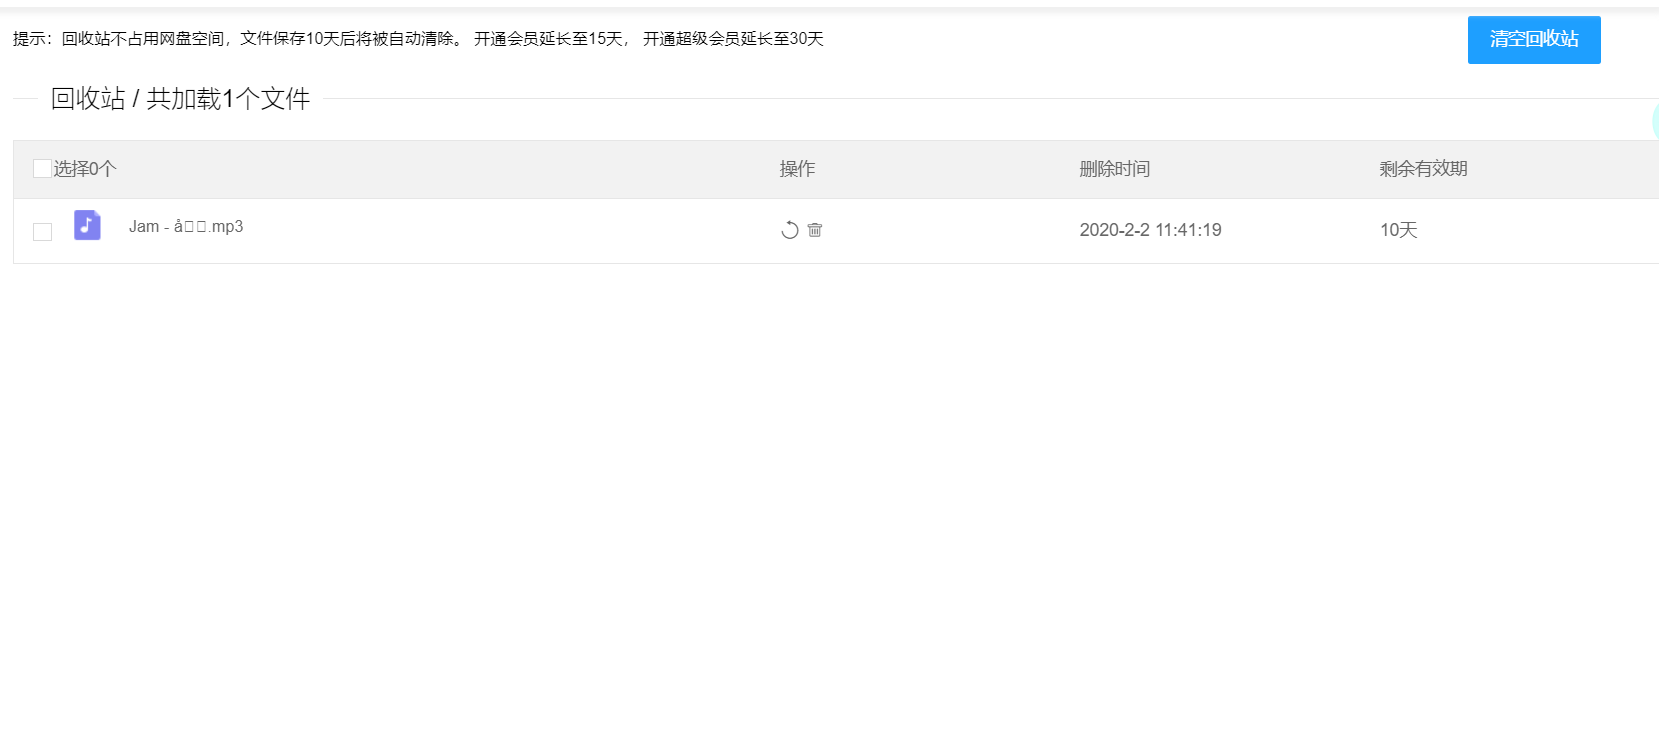 提示：回收站不占用网盘空间，文件保存10天后将被自动清除。 开通会员延长至15天， 开通超级会员延长至30天
清空回收站
回收站 / 共加载1个文件
选择0个 操作 删除时间 剩余有效期
Jam - å□□.mp3 2020-2-2 11:41:19 10天